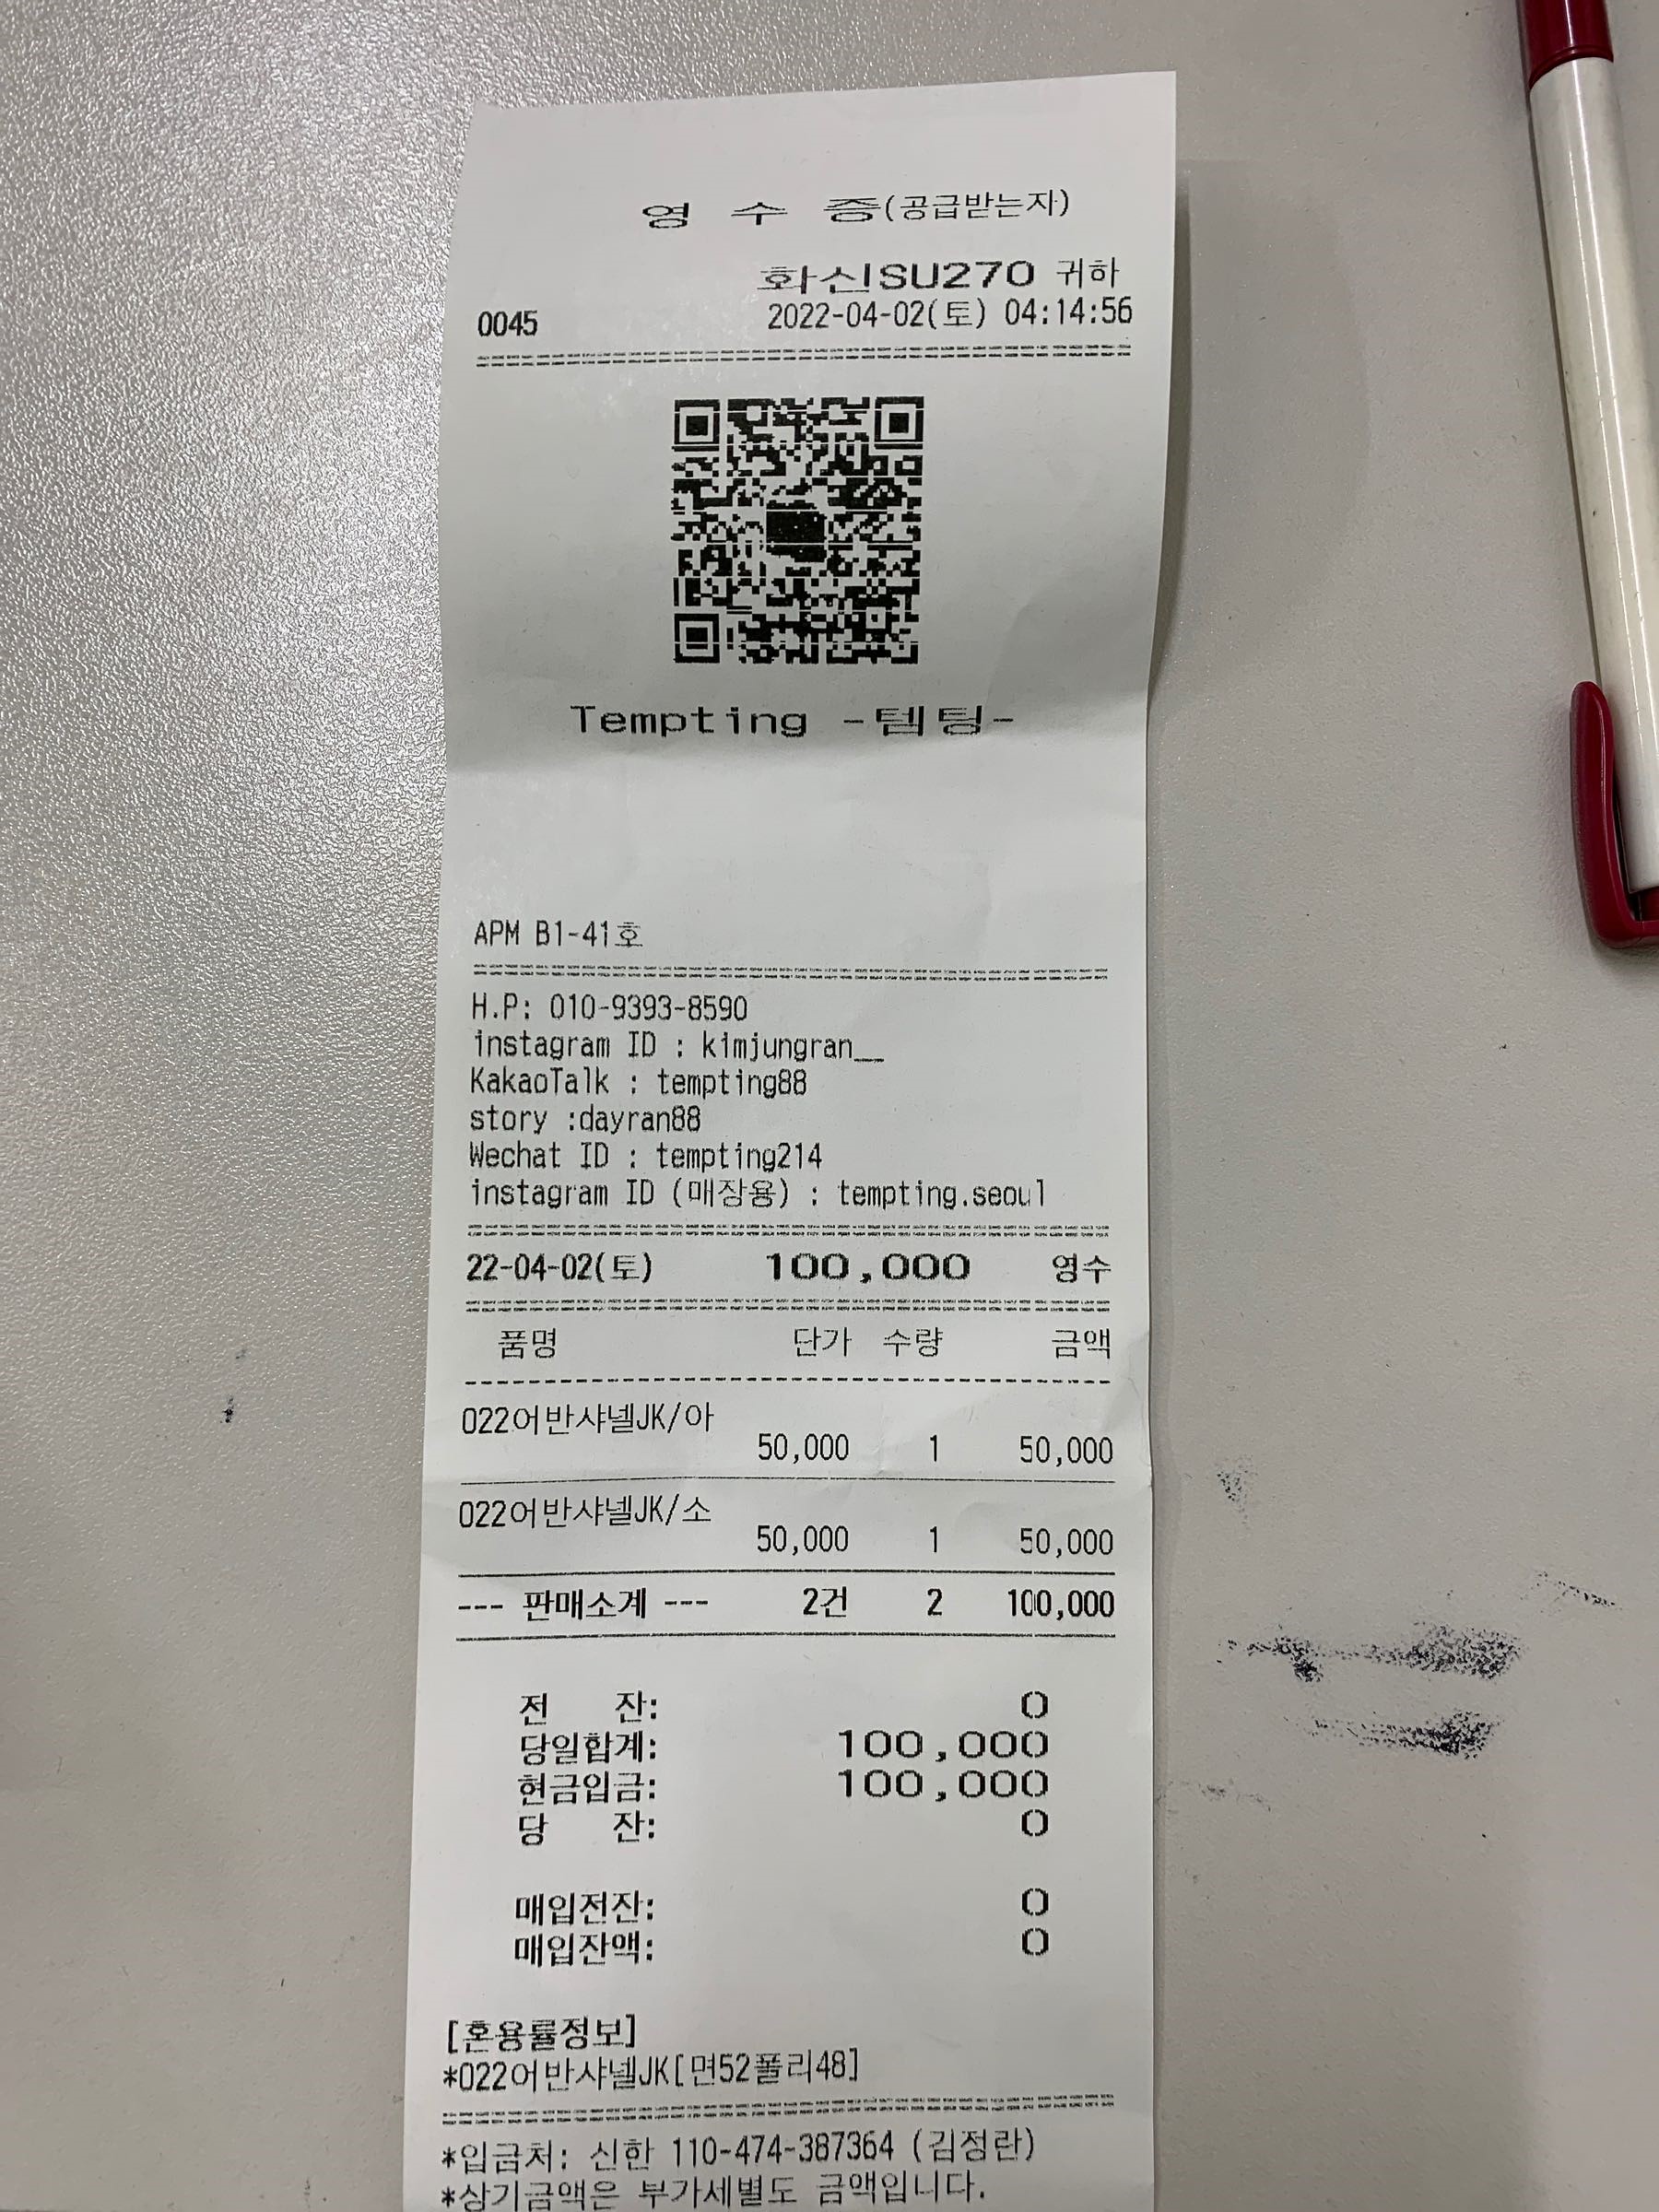 영 수 증(공급받는자)
화신SU270 귀하
0045 2022-04-02(토) 04:14:56
Tempting -템팅-
APM B1-41호
H.P: 010-9393-8590
instagram ID : kimjungran__
KakaoTalk : tempting88
story :dayran88
Wechat ID : tempting214
instagram ID (매장용) : tempting.seoul
22-04-02(토) 100,000 영수
품명 단가 수량 금액
022어반샤넬JK/아
50,000 1 50,000
022어반샤넬JK/소
50,000 1 50,000
--- 판매소계 --- 2건 2 100,000
전 잔: 0
당일합계: 100,000
현금입금: 100,000
당 잔: 0
매입전잔: 0
매입잔액: 0
[혼용률정보]
*022어반샤넬JK[면52폴리48]
*입금처: 신한 110-474-387364 (김정란)
*상기금액은 부가세별도 금액입니다.